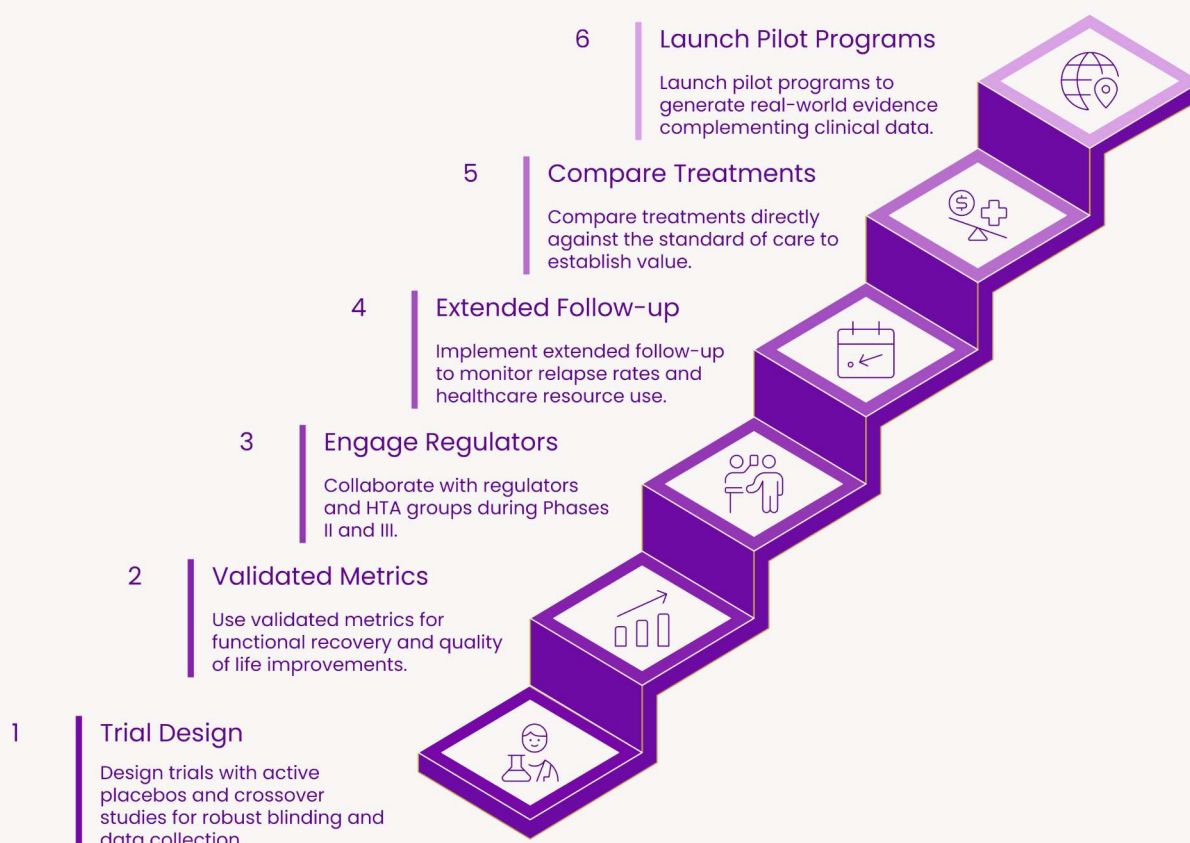 6
Launch Pilot Programs
Launch pilot programs to
generate real-world evidence
complementing clinical data.
5
Compare Treatments
Compare treatments directly
against the standard of care to
establish value.
4
Extended Follow-up
Implement extended follow-up
to monitor relapse rates and
healthcare resource use.
3
Engage Regulators
Collaborate with regulators
and HTA groups during Phases
II and III.
2
Validated Metrics
Use validated metrics for
functional recovery and quality
of life improvements.
1
Trial Design
Design trials with active
placebos and crossover
studies for robust blinding and
data collection
$